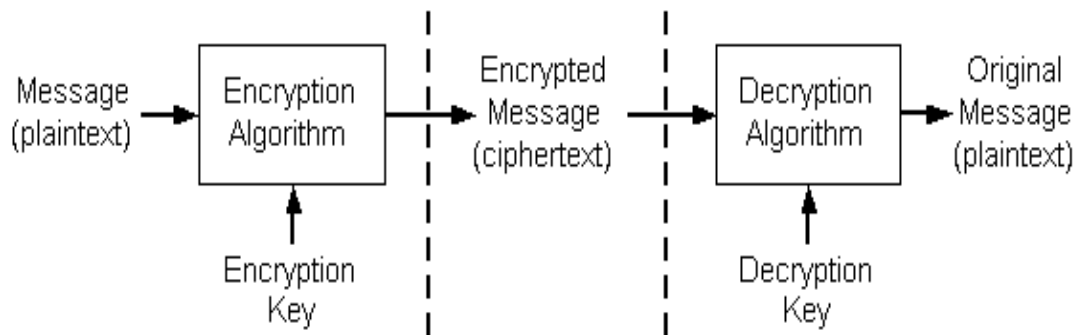 Message
(plaintext)
Encryption
Algorithm
Encryption
Key
Encrypted
Message
(ciphertext)
Decryption
Algorithm
Decryption
Key
Original
Message
(plaintext)